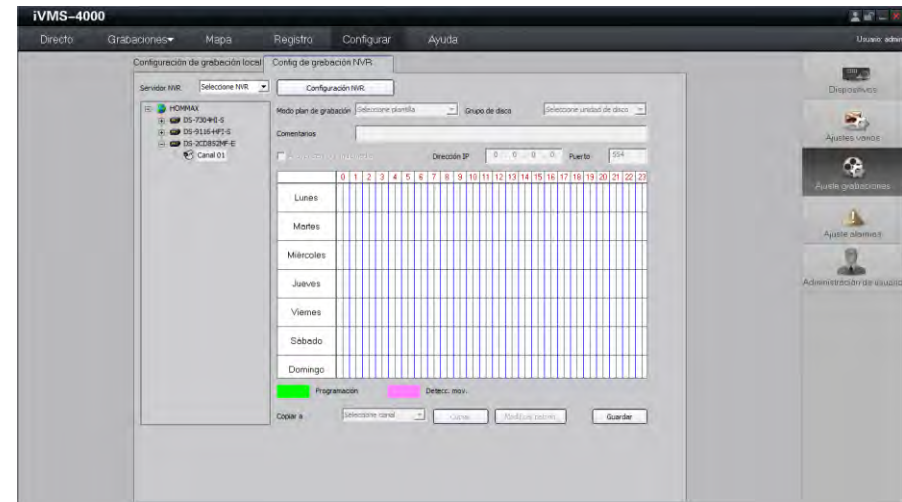 iVMS-4000
Directo Grabaciones Mapa Registro Configurar Ayuda Usuario: admin
Configuración de grabación local Config de grabación NVR
Servidor NVR Seleccione NVR Configuración NVR
HOMMAX
DS-7304HI-S
DS-9116HFI-S
DS-2CD852MF-E
Canal 01
Modo plan de grabación Seleccione plantilla Grupo de disco Seleccione unidad de disco
Comentarios
Dirección IP 0 . 0 . 0 . 0 Puerto 554
0 1 2 3 4 5 6 7 8 9 10 11 12 13 14 15 16 17 18 19 20 21 22 23
Lunes
Martes
Miércoles
Jueves
Viernes
Sábado
Domingo
Programación Detecc. mov.
Copiar a Seleccione canal Copiar Guardar
Dispositivos
Ajustes varios
Ajuste grabaciones
Ajuste alarmas
Administración de usuario